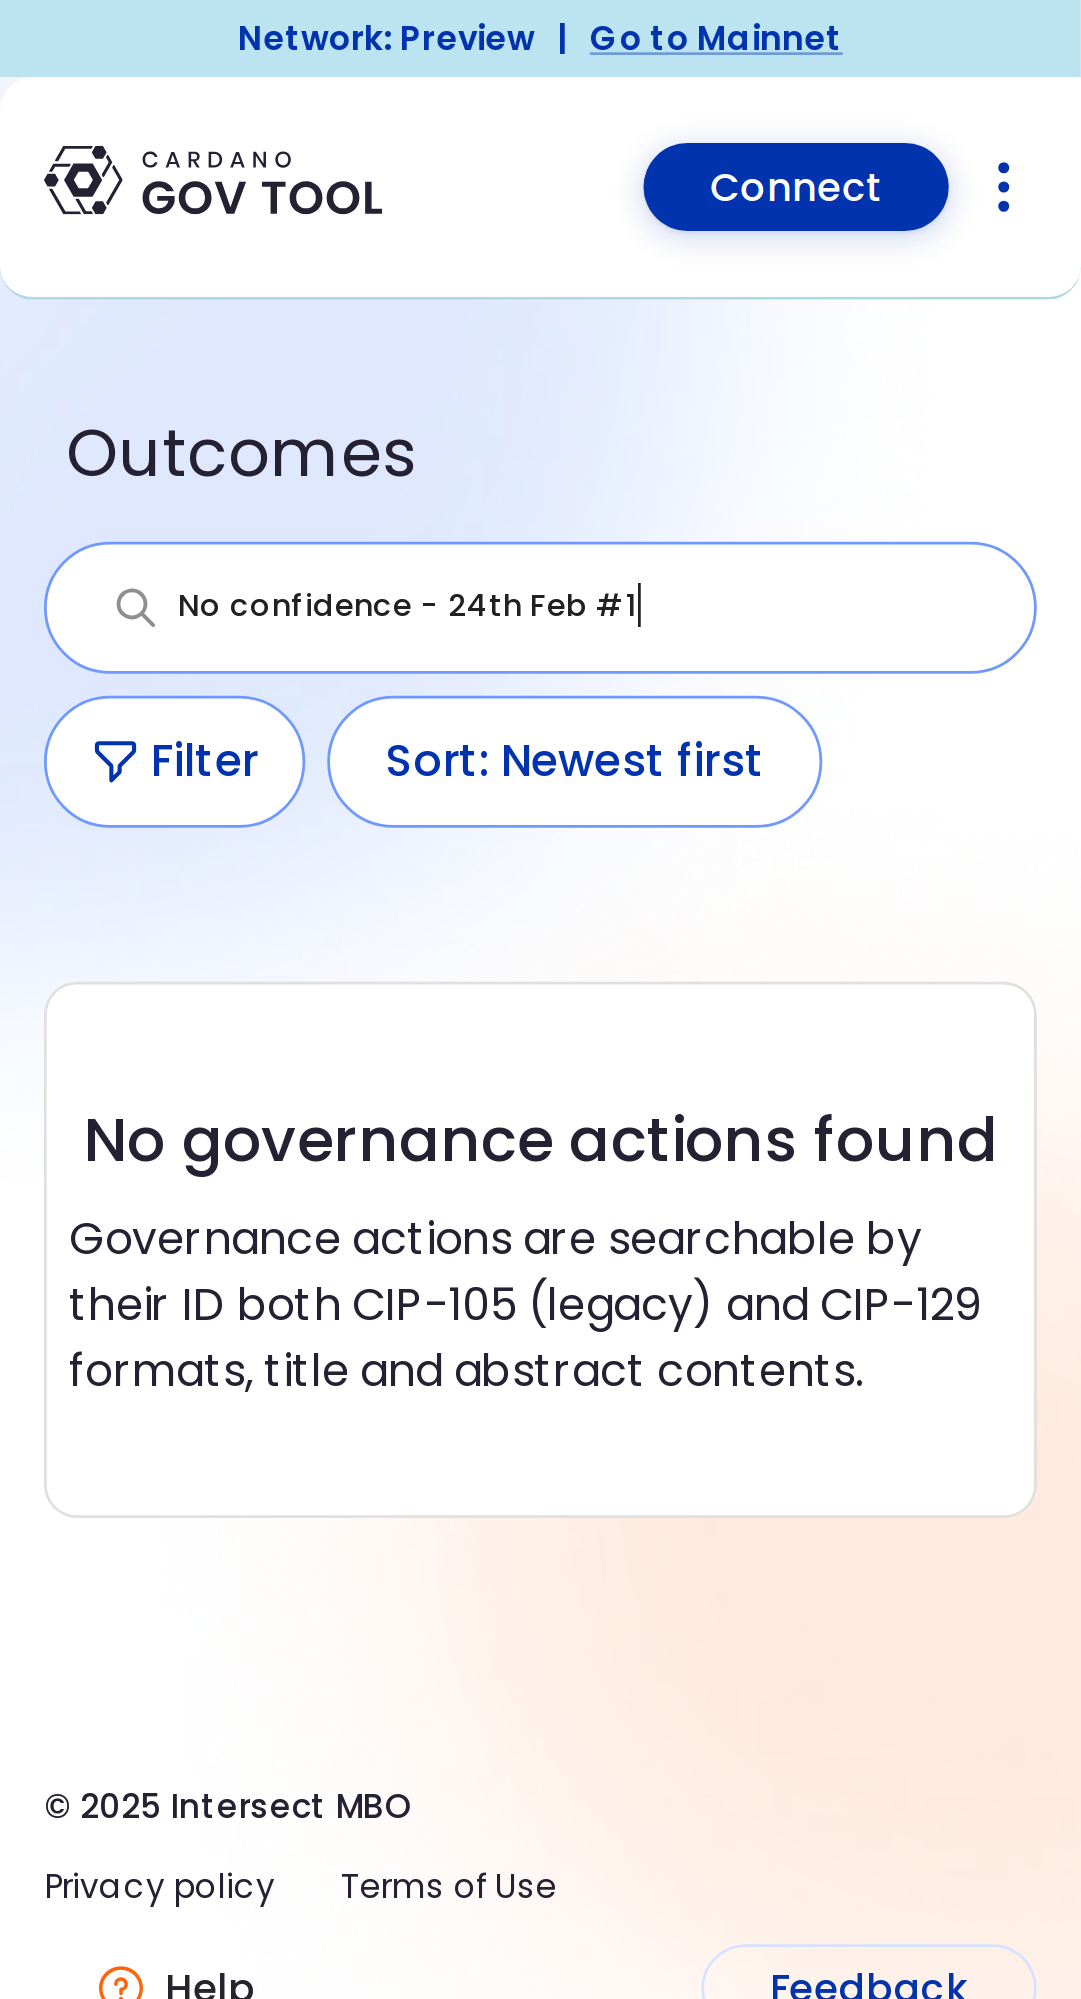 Network: Preview | Go to Mainnet
CARDANO
GOV TOOL
Connect
Outcomes
No confidence - 24th Feb #1
Filter
Sort: Newest first
No governance actions found
Governance actions are searchable by
their ID both CIP-105 (legacy) and CIP-129
formats, title and abstract contents.
© 2025 Intersect MBO
Privacy policy
Terms of Use
Help
Feedback